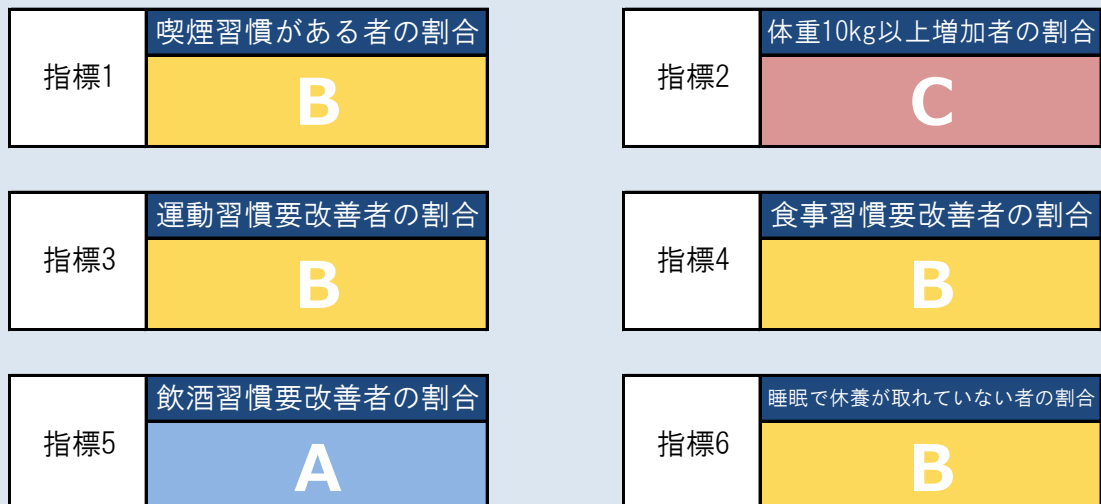 指標1
喫煙習慣がある者の割合
B
指標2
体重10kg以上増加者の割合
C
指標3
運動習慣要改善者の割合
B
指標4
食事習慣要改善者の割合
B
指標5
飲酒習慣要改善者の割合
A
指標6
睡眠で休養が取れていない者の割合
B